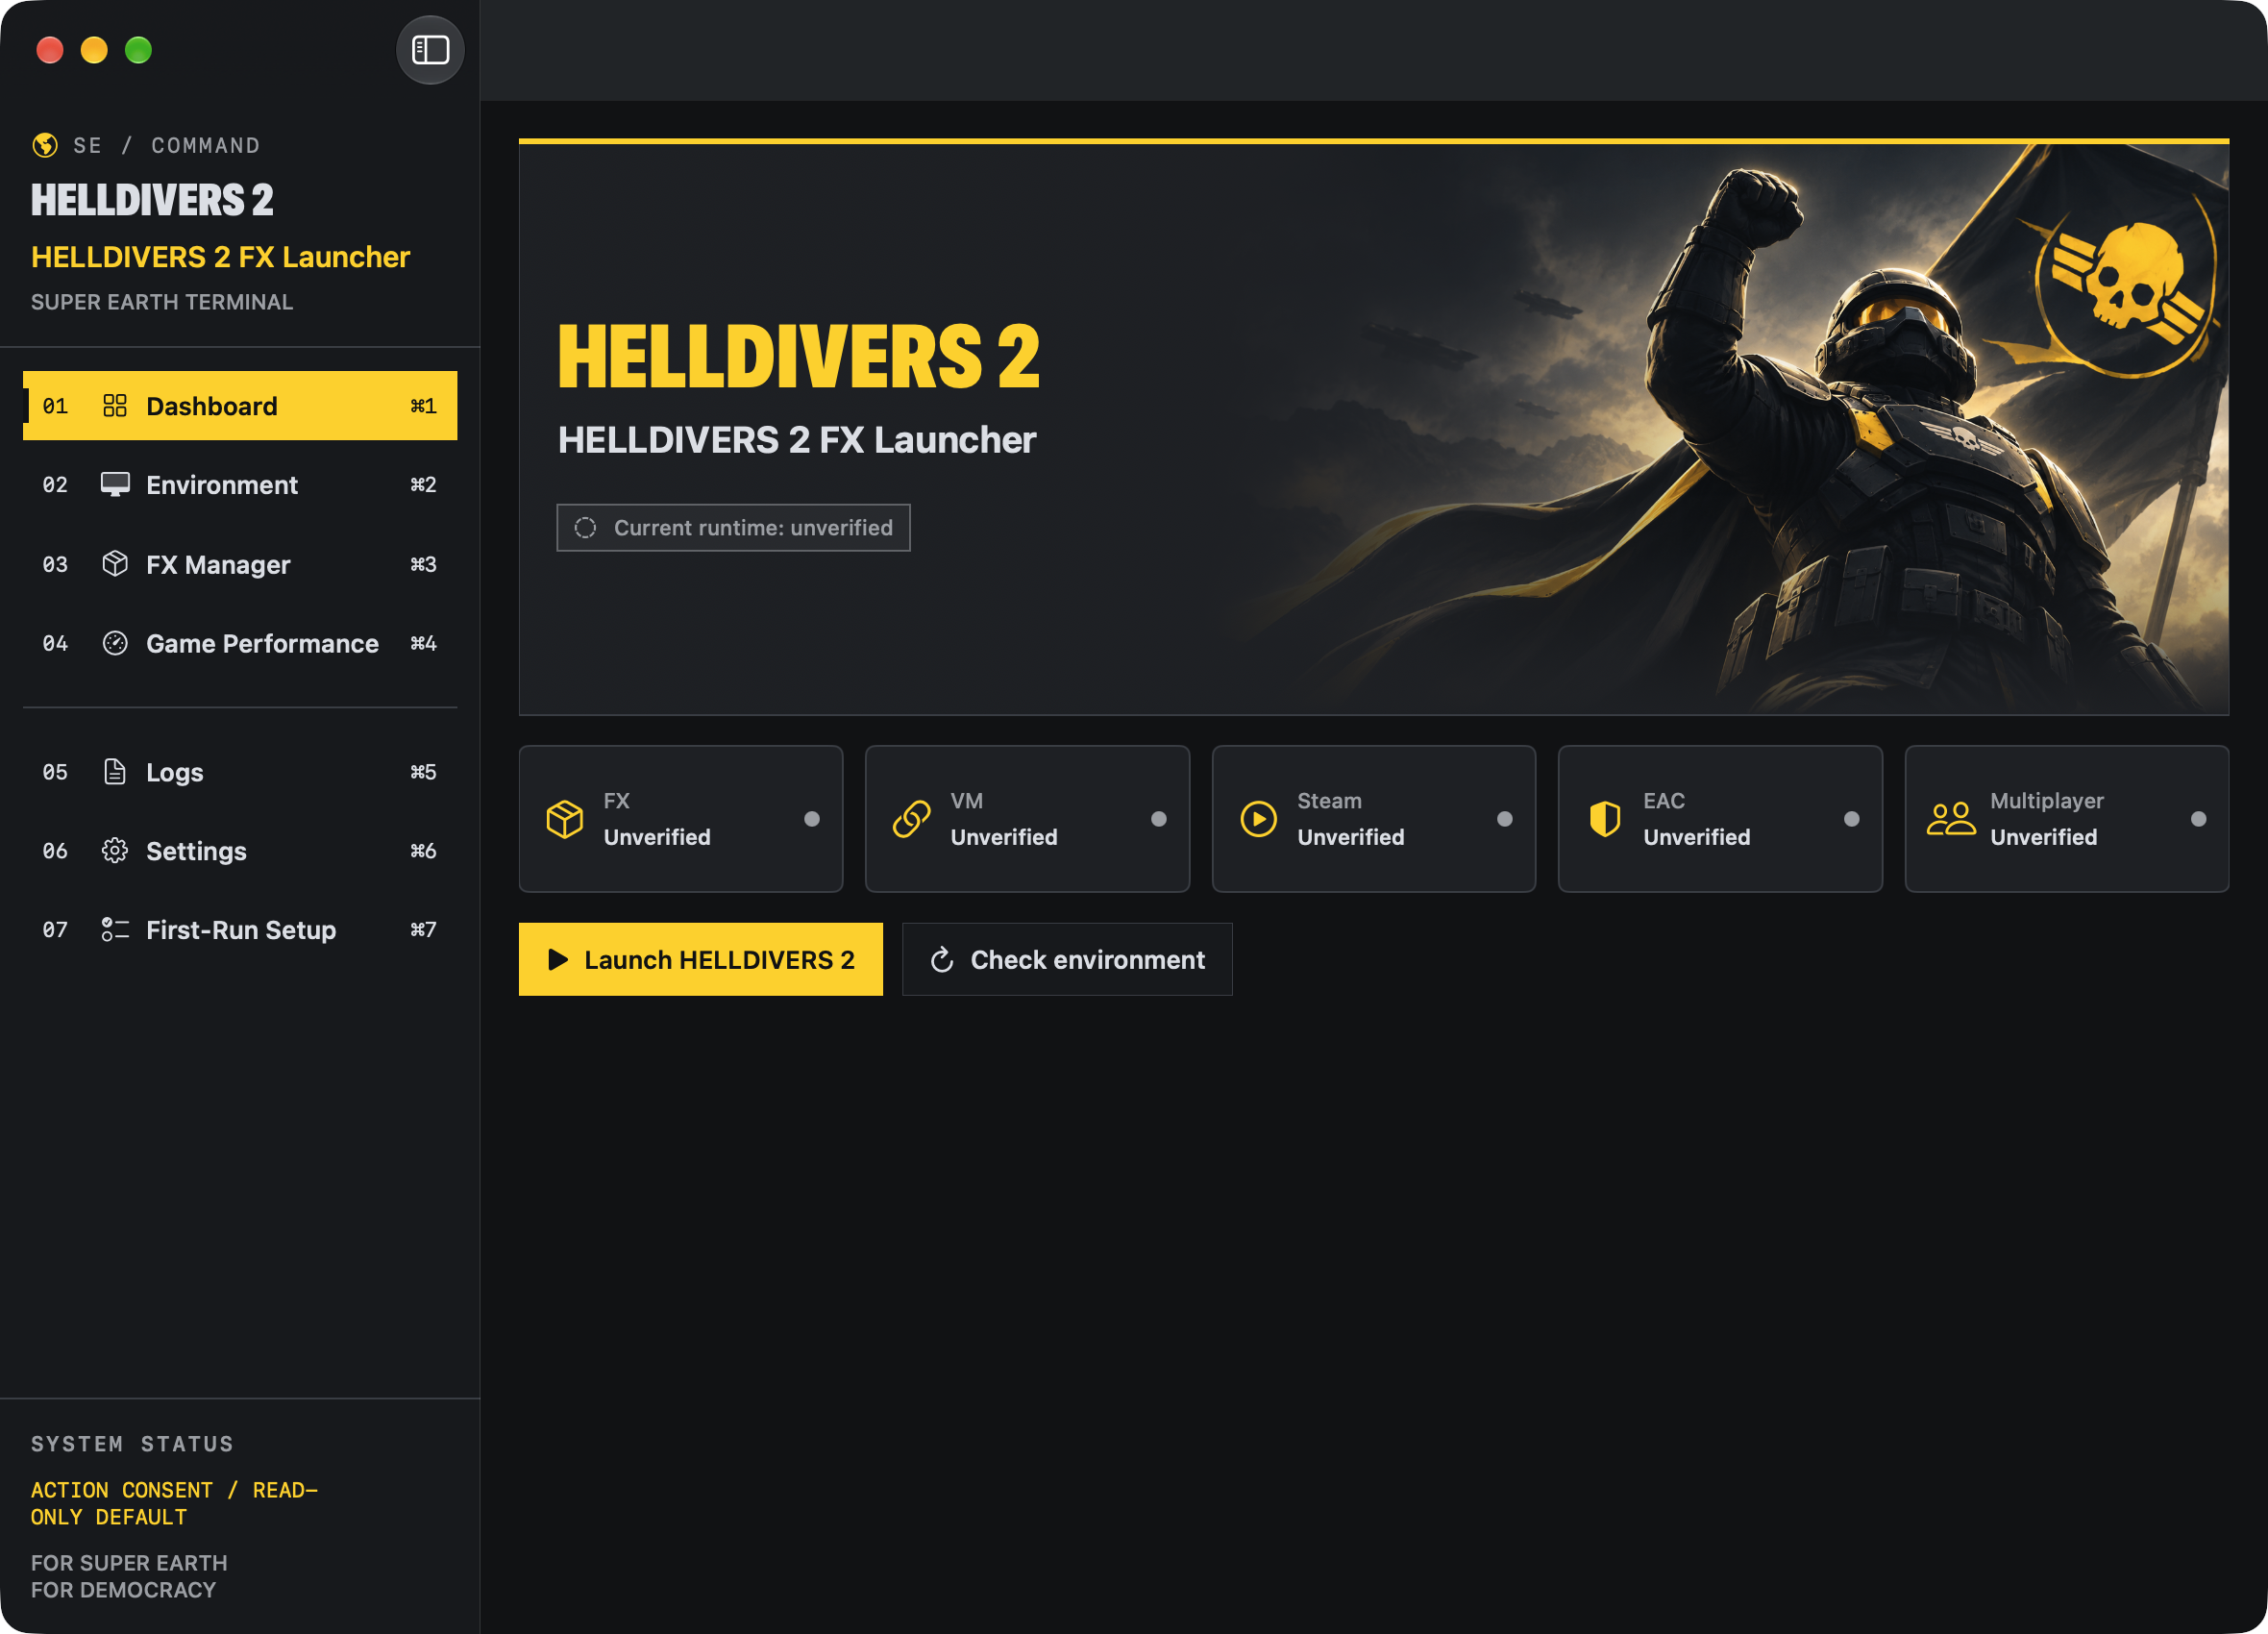 SE / COMMAND
HELLDIVERS 2
HELLDIVERS 2 FX Launcher
SUPER EARTH TERMINAL
01 Dashboard ⌘1
02 Environment ⌘2
03 FX Manager ⌘3
04 Game Performance ⌘4
05 Logs ⌘5
06 Settings ⌘6
07 First-Run Setup ⌘7
SYSTEM STATUS
ACTION CONSENT / READ-
ONLY DEFAULT
FOR SUPER EARTH
FOR DEMOCRACY
HELLDIVERS 2
HELLDIVERS 2 FX Launcher
Current runtime: unverified
FX
Unverified
VM
Unverified
Steam
Unverified
EAC
Unverified
Multiplayer
Unverified
Launch HELLDIVERS 2
Check environment